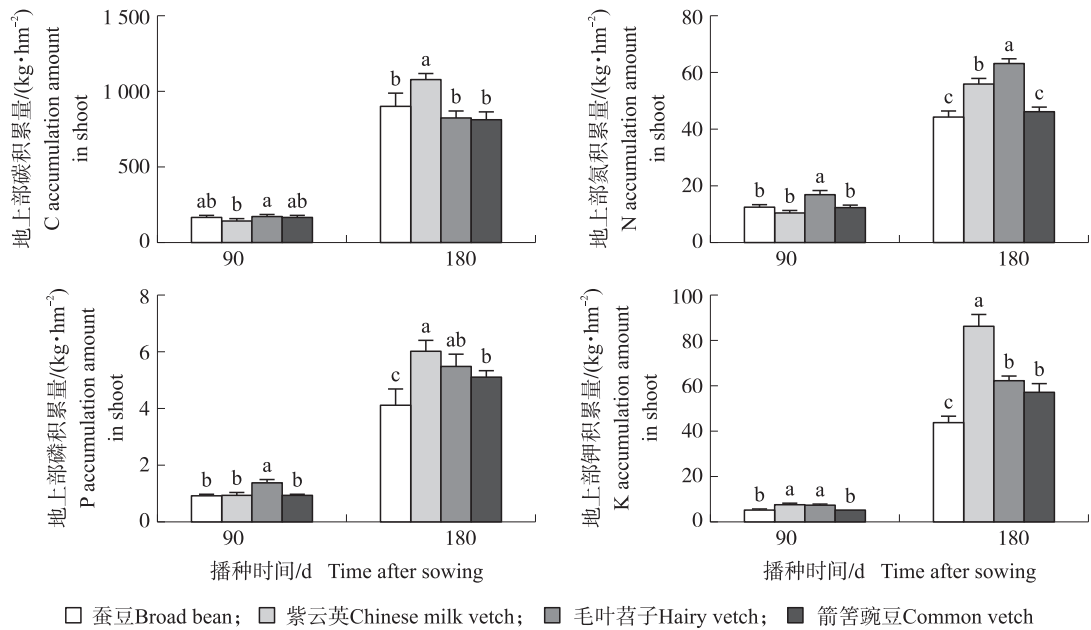 地上部碳积累量/(kg•hm⁻²)
C accumulation amount
in shoot
1 500
1 000
500
0
ab
b
a
ab
b
a
b
b
90
180
地上部氮积累量/(kg•hm⁻²)
N accumulation amount
in shoot
80
60
40
20
0
b
b
a
b
c
b
a
c
90
180
地上部磷积累量/(kg•hm⁻²)
P accumulation amount
in shoot
8
6
4
2
0
b
b
a
b
c
a
ab
b
90
180
播种时间/d Time after sowing
地上部钾积累量/(kg•hm⁻²)
K accumulation amount
in shoot
100
80
60
40
20
0
b
a
a
b
c
a
b
b
90
180
播种时间/d Time after sowing
蚕豆Broad bean； 紫云英Chinese milk vetch； 毛叶苕子Hairy vetch； 箭筈豌豆Common vetch